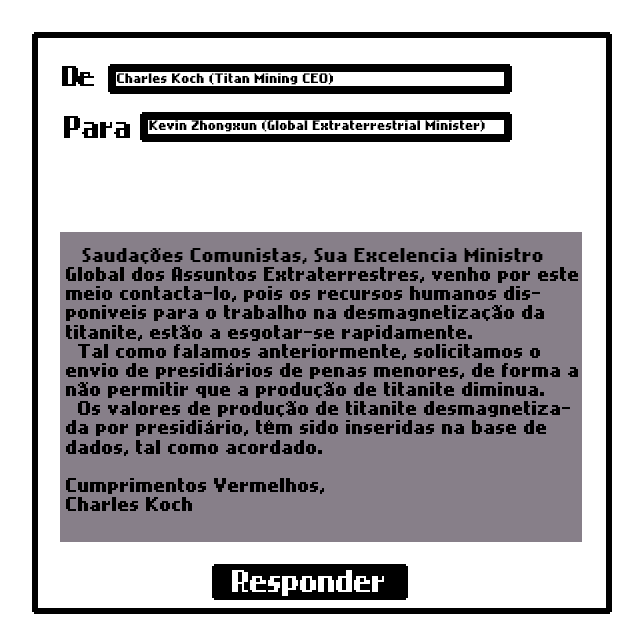 De Charles Koch (Titan Mining CEO)
Para Kevin Zhongxun (Global Extraterrestrial Minister)
Saudações Comunistas, Sua Excelencia Ministro
Global dos Assuntos Extraterrestres, venho por este
meio contacta-lo, pois os recursos humanos dis-
poniveis para o trabalho na desmagnetização da
titanite, estão a esgotar-se rapidamente.
Tal como falamos anteriormente, solicitamos o
envio de presidiários de penas menores, de forma a
não permitir que a produção de titanite diminua.
Os valores de produção de titanite desmagnetiza-
da por presidiário, têm sido inseridas na base de
dados, tal como acordado.
Cumprimentos Vermelhos,
Charles Koch
Responder